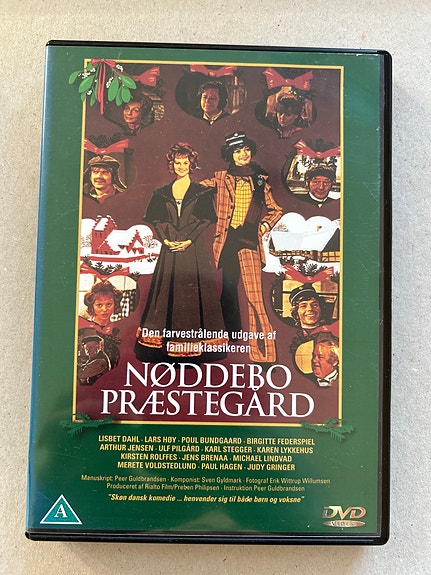 Den farvestrålende udgave af
familieklassikeren
NØDDEBO
PRÆSTEGÅRD
LISBET DAHL · LARS HØY · POUL BUNDGAARD · BIRGITTE FEDERSPIEL
ARTHUR JENSEN · ULF PILGÅRD · KARL STEGGER · KAREN LYKKEHUS
KIRSTEN ROLFFES · JENS BRENAA · MICHAEL LINDVAD
MERETE VOLDSTEDLUND · PAUL HAGEN · JUDY GRINGER
Manuskript: Peer Guldbrandsen · Komponist: Sven Gyldmark · Fotograf Erik Wittrup Willumsen
Produceret af Rialto Film/Preben Philipsen · Instruktion Peer Guldbrandsen
"Skøn dansk komedie ... henvender sig til både børn og voksne"
A
DVD
VIDEO